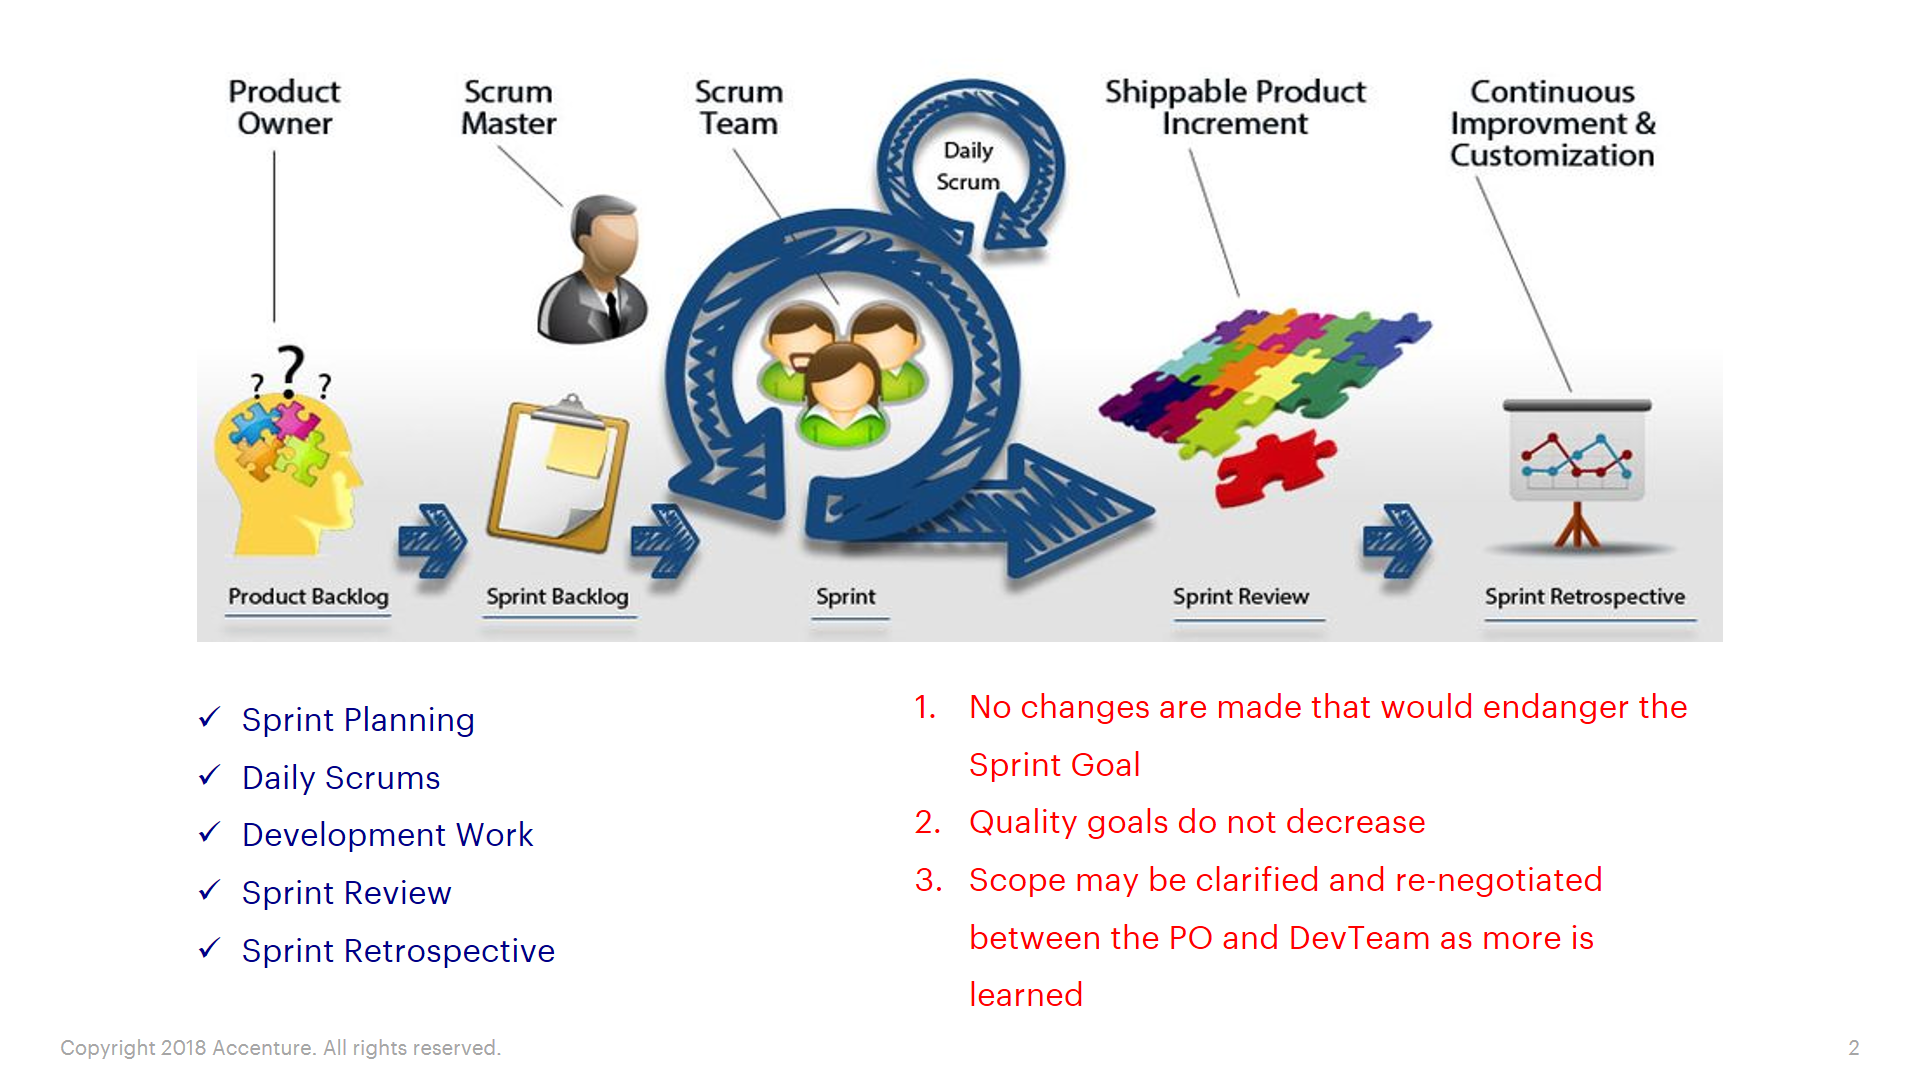 Product
Owner
Scrum
Master
Scrum
Team
Daily
Scrum
Shippable Product
Increment
Continuous
Improvment &
Customization
? ? ?
Product Backlog
Sprint Backlog
Sprint
Sprint Review
Sprint Retrospective
✓ Sprint Planning
✓ Daily Scrums
✓ Development Work
✓ Sprint Review
✓ Sprint Retrospective
1. No changes are made that would endanger the
Sprint Goal
2. Quality goals do not decrease
3. Scope may be clarified and re-negotiated
between the PO and DevTeam as more is
learned
Copyright 2018 Accenture. All rights reserved.
2